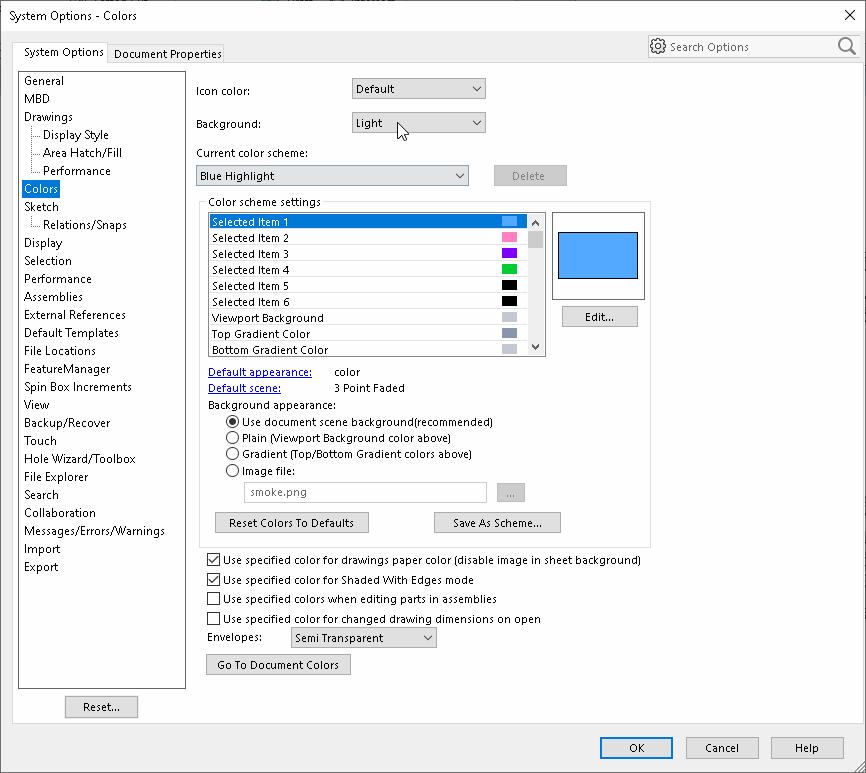 System Options - Colors
System Options
Document Properties
Search Options
General
MBD
Drawings
Display Style
Area Hatch/Fill
Performance
Colors
Sketch
Relations/Snaps
Display
Selection
Performance
Assemblies
External References
Default Templates
File Locations
FeatureManager
Spin Box Increments
View
Backup/Recover
Touch
Hole Wizard/Toolbox
File Explorer
Search
Collaboration
Messages/Errors/Warnings
Import
Export
Reset...
Icon color:
Default
Background:
Light
Current color scheme:
Blue Highlight
Delete
Color scheme settings
Selected Item 1
Selected Item 2
Selected Item 3
Selected Item 4
Selected Item 5
Selected Item 6
Viewport Background
Top Gradient Color
Bottom Gradient Color
Edit...
Default appearance: color
Default scene: 3 Point Faded
Background appearance:
Use document scene background(recommended)
Plain (Viewport Background color above)
Gradient (Top/Bottom Gradient colors above)
Image file:
smoke.png
...
Reset Colors To Defaults
Save As Scheme...
Use specified color for drawings paper color (disable image in sheet background)
Use specified color for Shaded With Edges mode
Use specified colors when editing parts in assemblies
Use specified color for changed drawing dimensions on open
Envelopes:
Semi Transparent
Go To Document Colors
OK
Cancel
Help